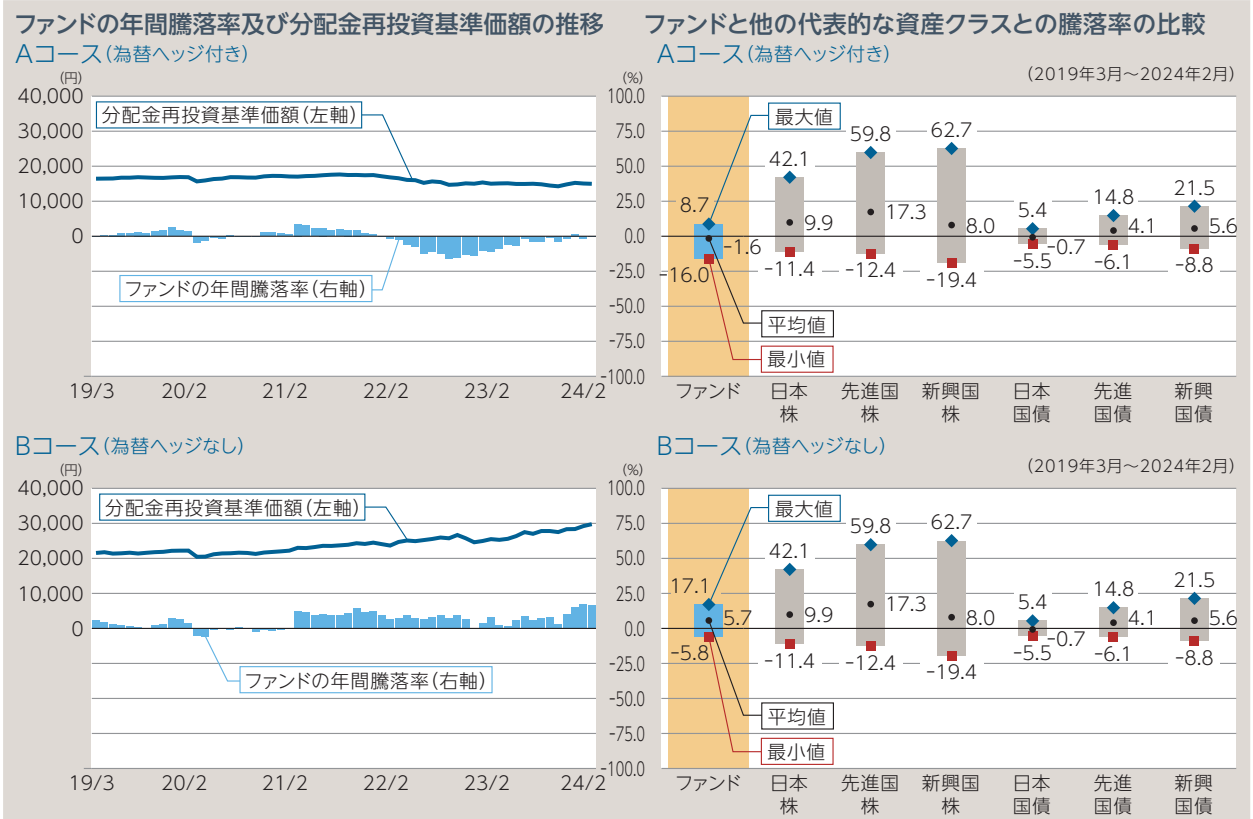 ファンドの年間騰落率及び分配金再投資基準価額の推移
Aコース(為替ヘッジ付き)
(円)
(%)
40,000
30,000
20,000
10,000
0
100.0
75.0
50.0
25.0
0.0
-25.0
-50.0
-75.0
-100.0
分配金再投資基準価額(左軸)
ファンドの年間騰落率(右軸)
19/3 20/2 21/2 22/2 23/2 24/2
ファンドと他の代表的な資産クラスとの騰落率の比較
Aコース(為替ヘッジ付き)
(2019年3月~2024年2月)
最大値
62.7
59.8
42.1
8.7
5.4
14.8
21.5
-1.6
9.9
17.3
8.0
-0.7
4.1
5.6
-16.0
-11.4
-12.4
-19.4
-5.5
-6.1
-8.8
平均値
最小値
ファンド 日本 先進国 新興国 日本 先進 新興
株 株 株 国債 国債 国債
Bコース(為替ヘッジなし)
(円)
(%)
40,000
30,000
20,000
10,000
0
100.0
75.0
50.0
25.0
0.0
-25.0
-50.0
-75.0
-100.0
分配金再投資基準価額(左軸)
ファンドの年間騰落率(右軸)
19/3 20/2 21/2 22/2 23/2 24/2
Bコース(為替ヘッジなし)
(2019年3月~2024年2月)
最大値
62.7
59.8
42.1
17.1
5.4
14.8
21.5
5.7
9.9
17.3
8.0
-0.7
4.1
5.6
-5.8
-11.4
-12.4
-19.4
-5.5
-6.1
-8.8
平均値
最小値
ファンド 日本 先進国 新興国 日本 先進 新興
株 株 株 国債 国債 国債